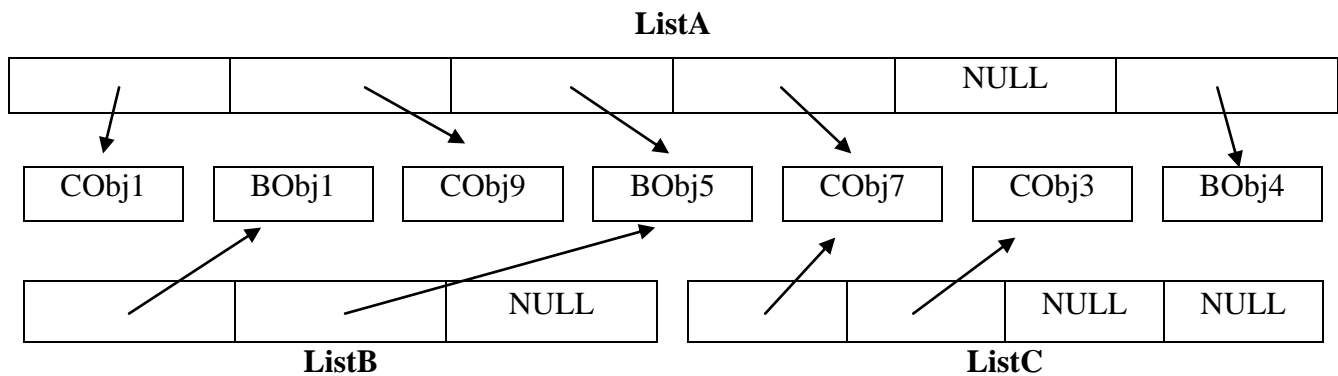 ListA
NULL
CObj1 BObj1 CObj9 BObj5 CObj7 CObj3 BObj4
NULL NULL NULL
ListB ListC